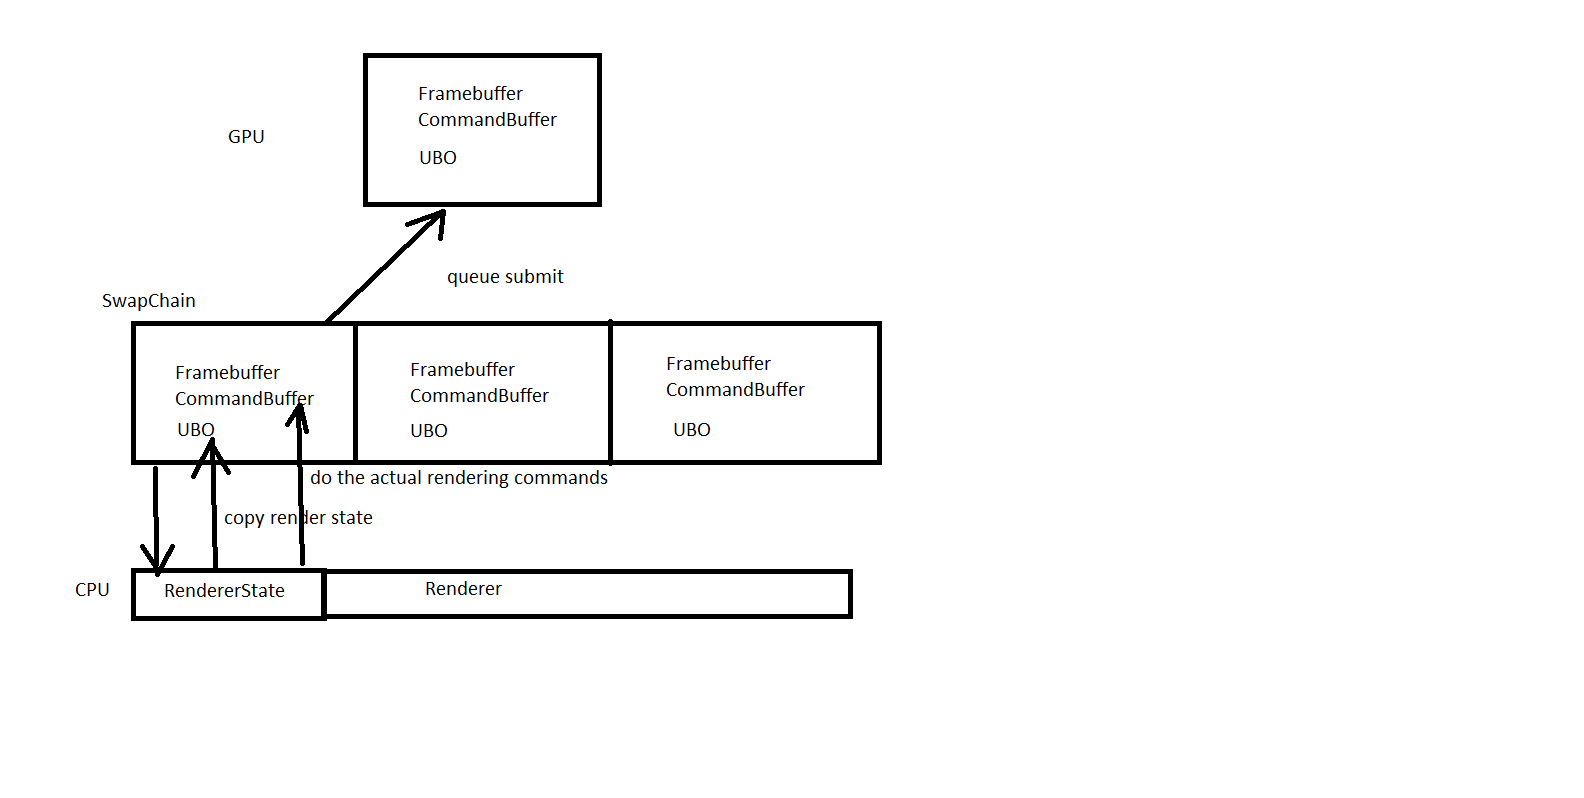 Framebuffer
CommandBuffer
GPU
UBO
queue submit
SwapChain
Framebuffer
CommandBuffer
UBO
Framebuffer
CommandBuffer
UBO
Framebuffer
CommandBuffer
UBO
do the actual rendering commands
copy render state
CPU
RendererState
Renderer